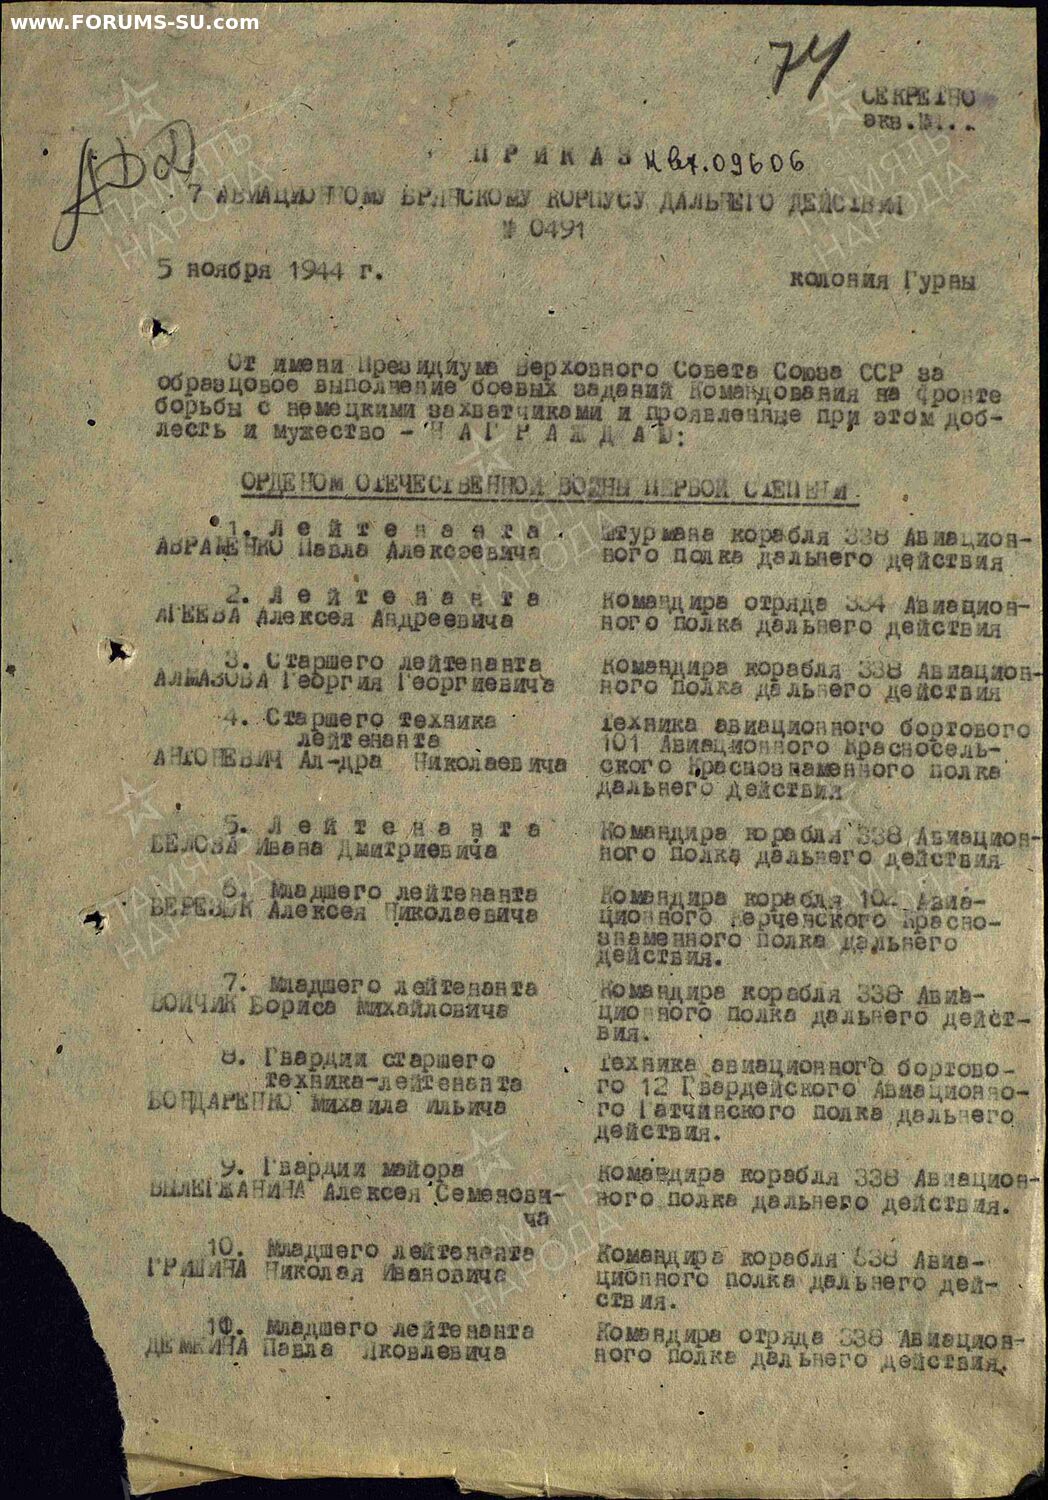 www.FORUMS-SU.com
74
СЕКРЕТНО
экз.№1..
АДД
П Р И К А З
7 АВИАЦИОННОМУ БРЯНСКОМУ КОРПУСУ ДАЛЬНЕГО ДЕЙСТВИЯ
№ 0491
5 ноября 1944 г.
колония Гурвы
От имени Президиума Верховного Совета Союза ССР за
образцовое выполнение боевых заданий Командования на фронте
борьбы с немецкими захватчиками и проявленные при этом доб-
лесть и мужество - Н А Г Р А Ж Д А Ю:
ОРДЕНОМ ОТЕЧЕСТВЕННОЙ ВОЙНЫ ПЕРВОЙ СТЕПЕНИ.
1. Л е й т е н а н т а
АВРАМЕНКО Павла Алексеевича
Штурмана корабля 338 Авиацион-
ного полка дальнего действия
2. Л е й т е н а н т а
АГЕЕВА Алексея Андреевича
Командира отряда 334 Авиацион-
ного полка дальнего действия
3. Старшего лейтенанта
АЛМАЗОВА Георгия Георгиевича
Командира корабля 338 Авиацион-
ного полка дальнего действия
4. Старшего техника
лейтенанта
АНТОНЕВИЧ Ал-дра Николаевича
Техника авиационного бортового
101 Авиационного Красносель-
ского Краснознаменного полка
дальнего действия
5. Л е й т е н а н т а
БЕЛОВА Ивана Дмитриевича
Командира корабля 338 Авиацион-
ного полка дальнего действия
6. Младшего лейтенанта
Алексея Николаевича
Командира корабля 102 Авиа-
ционного Керченского Красно-
знаменного полка дальнего
действия.
7. Младшего лейтенанта
БОЙЧИК Бориса Михайловича
Командира корабля 338 Авиа-
ционного полка дальнего дейст-
вия.
8. Гвардии старшего
техника-лейтенанта
БОНДАРЕНКО Михаила Ильича
Техника авиационного бортово-
го 12 Гвардейского Авиационно-
го Гатчинского полка дальнего
действия.
9. Гвардии майора
ВЫЛЕГЖАНИНА Алексея Семенови-
ча
Командира корабля 338 Авиацион-
ного полка дальнего действия.
10. Младшего лейтенанта
ГРИШИНА Николая Ивановича
Командира корабля 338 Авиа-
ционного полка дальнего дей-
ствия.
Младшего лейтенанта
ДЕМКИНА Павла Яковлевича
Командира отряда 338 Авиацион-
ного полка дальнего действия.
ПАМЯТЬ
НАРОДА